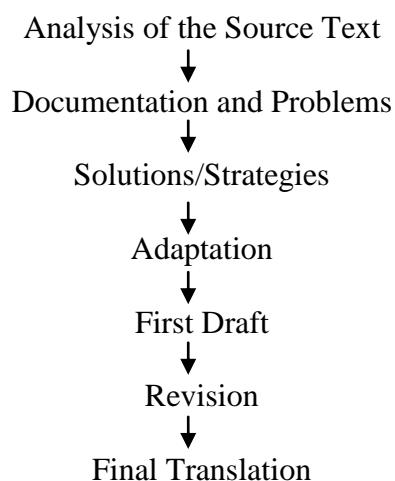 Analysis of the Source Text
Documentation and Problems
Solutions/Strategies
Adaptation
First Draft
Revision
Final Translation